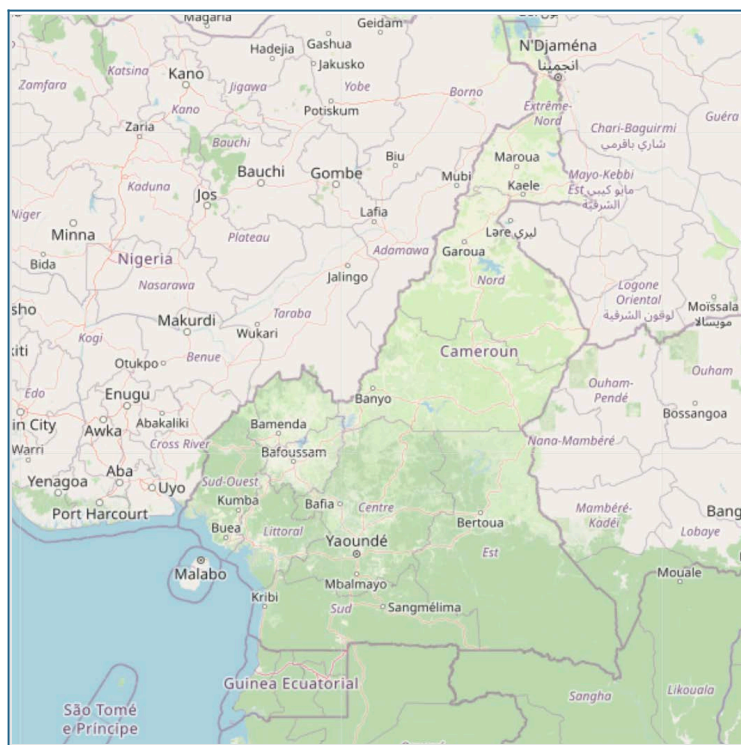 Magaria
Geidam
Gashua
N'Djaména
انجمينا
Hadejia
Jakusko
Katsina
Kano
Zamfara
Jigawa
Yobe
Borno
Kano
Potiskum
Extrême-
Nord
Guéra
Zaria
Chari-Baguirmi
شاري باقرمي
Bauchi
Biu
Maroua
Bauchi
Gombe
Mubi
Mayo-Kebbi
Est مايو كيبي
الشرقية
Kaduna
Kaele
Jos
Niger
Lafia
Minna
Plateau
Ləre ليري
Adamawa
Garoua
Bida
Nigeria
Jalingo
Nord
Logone
Oriental
لوقون الشرقية
Nasarawa
Moïssala
مويسالا
sho
Taraba
Makurdi
Wukari
Kogi
kiti
Cameroun
Benue
Otukpo
Ouham-
Pendé
Ouham
Edo
Enugu
Banyo
Bossangoa
in City
Awka
Abakaliki
Bamenda
Cross River
Nana-Mambéré
Warri
Bafoussam
Aba
Yenagoa
Uyo
Sud-Ouest
Kumba
Bafia
Centre
Mambéré-
Kadéï
Bang
Port Harcourt
Bertoua
Buea
Littoral
Lobaye
Yaoundé
Est
Malabo
Mbalmayo
Mouale
Kribi
Sud
Sangmélima
Guinea Ecuatorial
Sangha
Likouala
São Tomé
e Príncipe